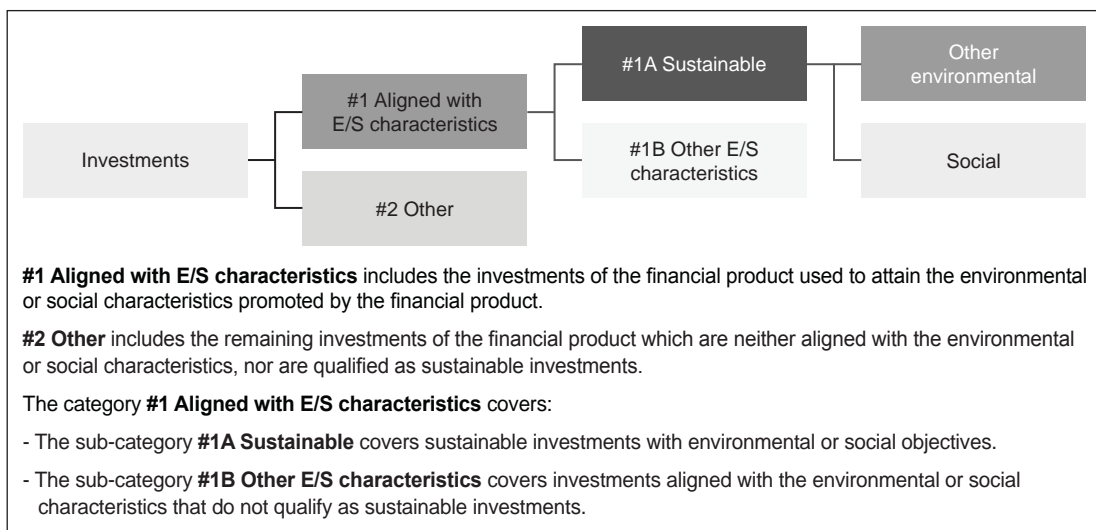 Investments
#1 Aligned with
E/S characteristics
#2 Other
#1A Sustainable
#1B Other E/S
characteristics
Other
environmental
Social
#1 Aligned with E/S characteristics includes the investments of the financial product used to attain the environmental
or social characteristics promoted by the financial product.
#2 Other includes the remaining investments of the financial product which are neither aligned with the environmental
or social characteristics, nor are qualified as sustainable investments.
The category #1 Aligned with E/S characteristics covers:
- The sub-category #1A Sustainable covers sustainable investments with environmental or social objectives.
- The sub-category #1B Other E/S characteristics covers investments aligned with the environmental or social
characteristics that do not qualify as sustainable investments.